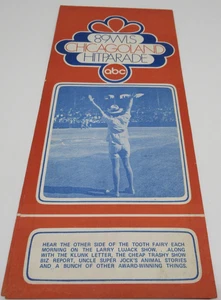 89WLS
CHICAGOLAND
HITPARADE
abc
HEAR THE OTHER SIDE OF THE TOOTH FAIRY EACH
MORNING ON THE LARRY LUJACK SHOW. . .ALONG
WITH THE KLUNK LETTER, THE CHEAP TRASHY SHOW
BIZ REPORT, UNCLE SUPER JOCK'S ANIMAL STORIES
AND A BUNCH OF OTHER AWARD-WINNING THINGS.